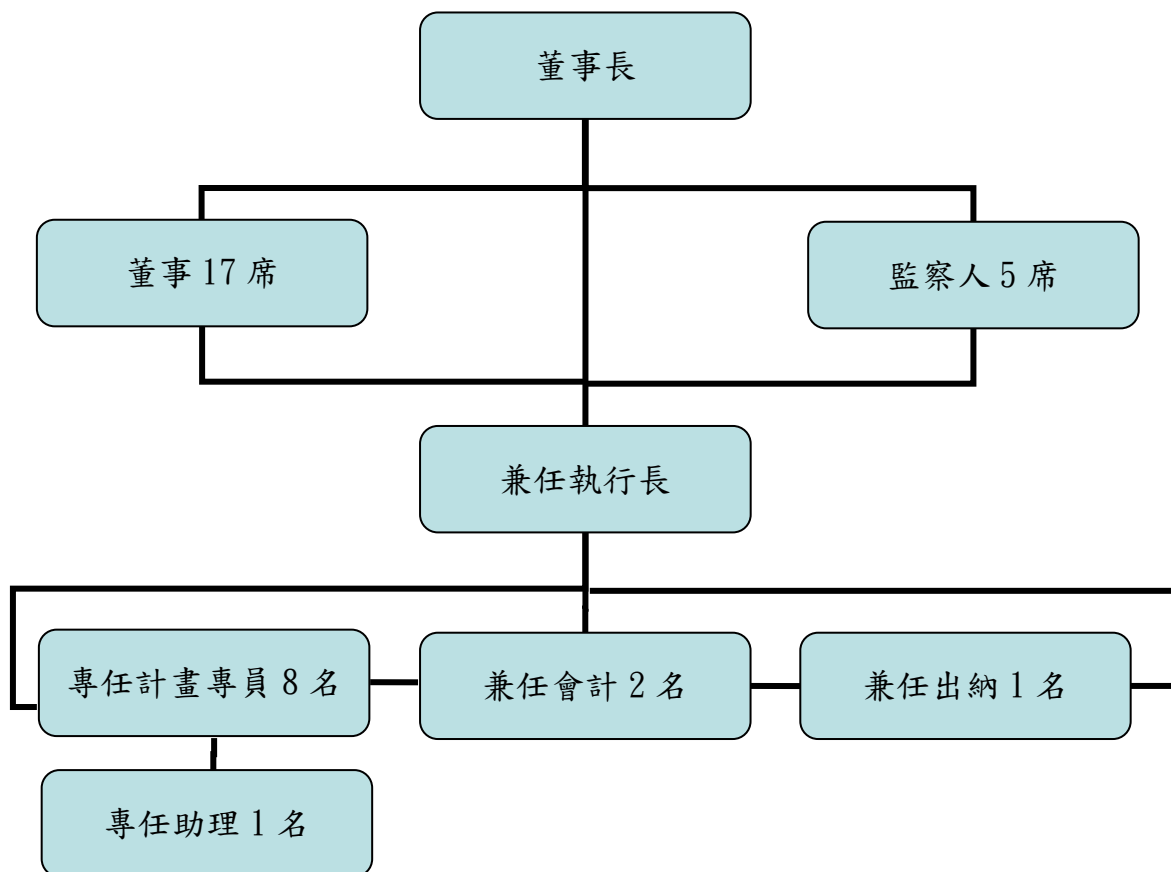 董事長
董事 17 席
監察人 5 席
兼任執行長
專任計畫專員 8 名
兼任會計 2 名
兼任出納 1 名
專任助理 1 名